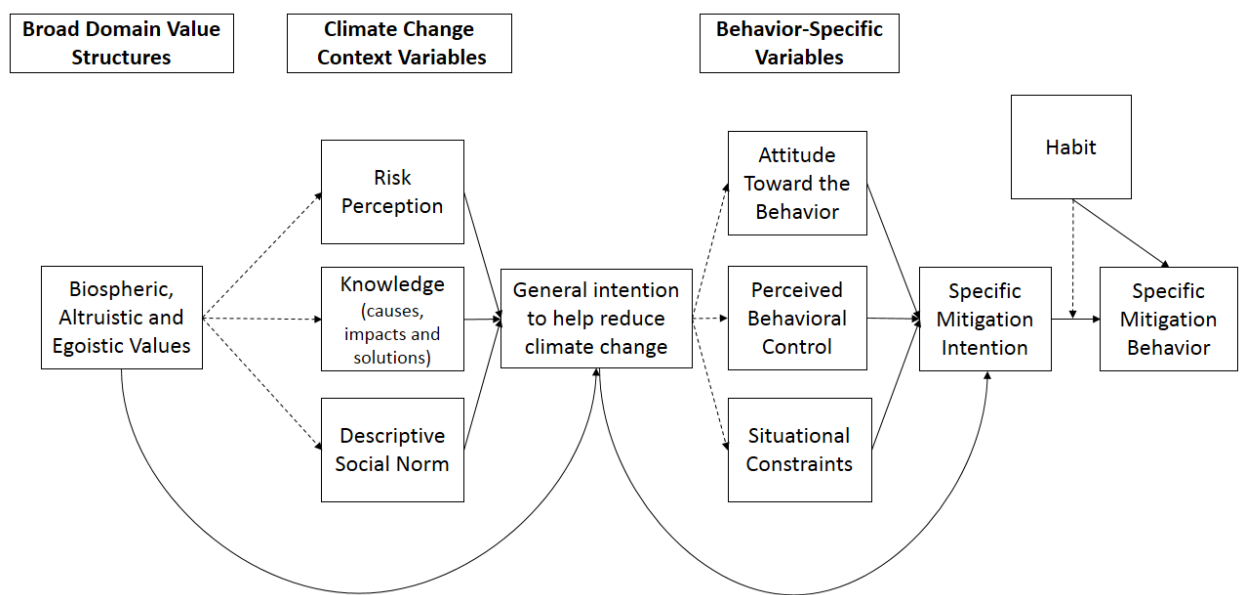 Broad Domain Value
Structures
Climate Change
Context Variables
Behavior-Specific
Variables
Habit
Risk
Perception
Attitude
Toward the
Behavior
Biospheric,
Altruistic and
Egoistic Values
Knowledge
(causes,
impacts and
solutions)
General intention
to help reduce
climate change
Perceived
Behavioral
Control
Specific
Mitigation
Intention
Specific
Mitigation
Behavior
Descriptive
Social Norm
Situational
Constraints